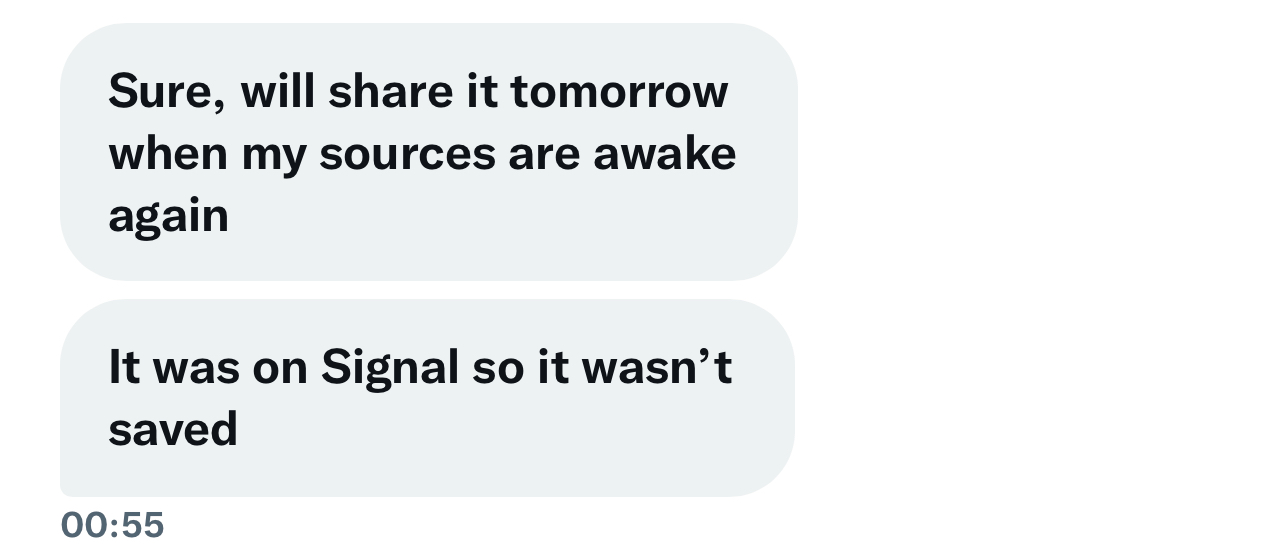 Sure, will share it tomorrow
when my sources are awake
again
It was on Signal so it wasn’t
saved
00:55